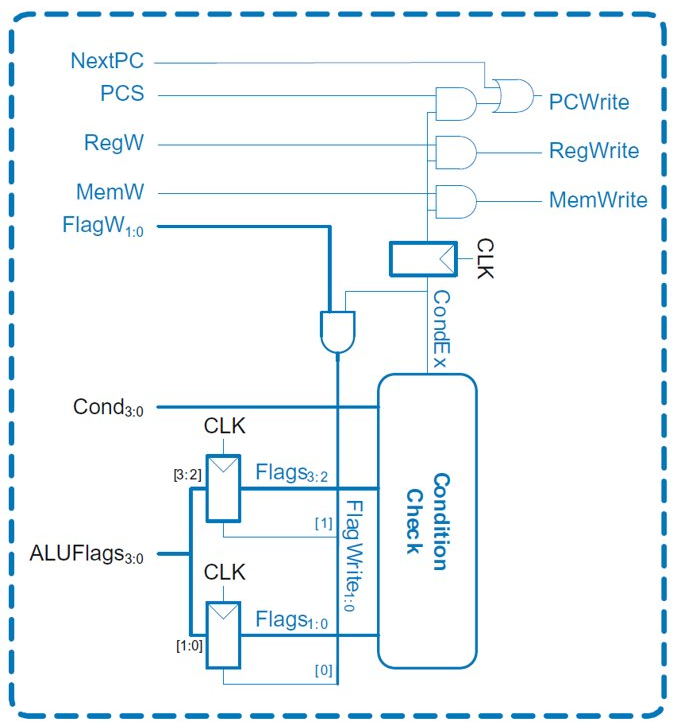 NextPC
PCS
PCWrite
RegW
RegWrite
MemW
MemWrite
FlagW1:0
CLK
CondEx
Cond3:0
CLK
[3:2]
Flags3:2
Condition
Check
[1]
FlagWrite1:0
ALUFlags3:0
CLK
Flags1:0
[1:0]
[0]